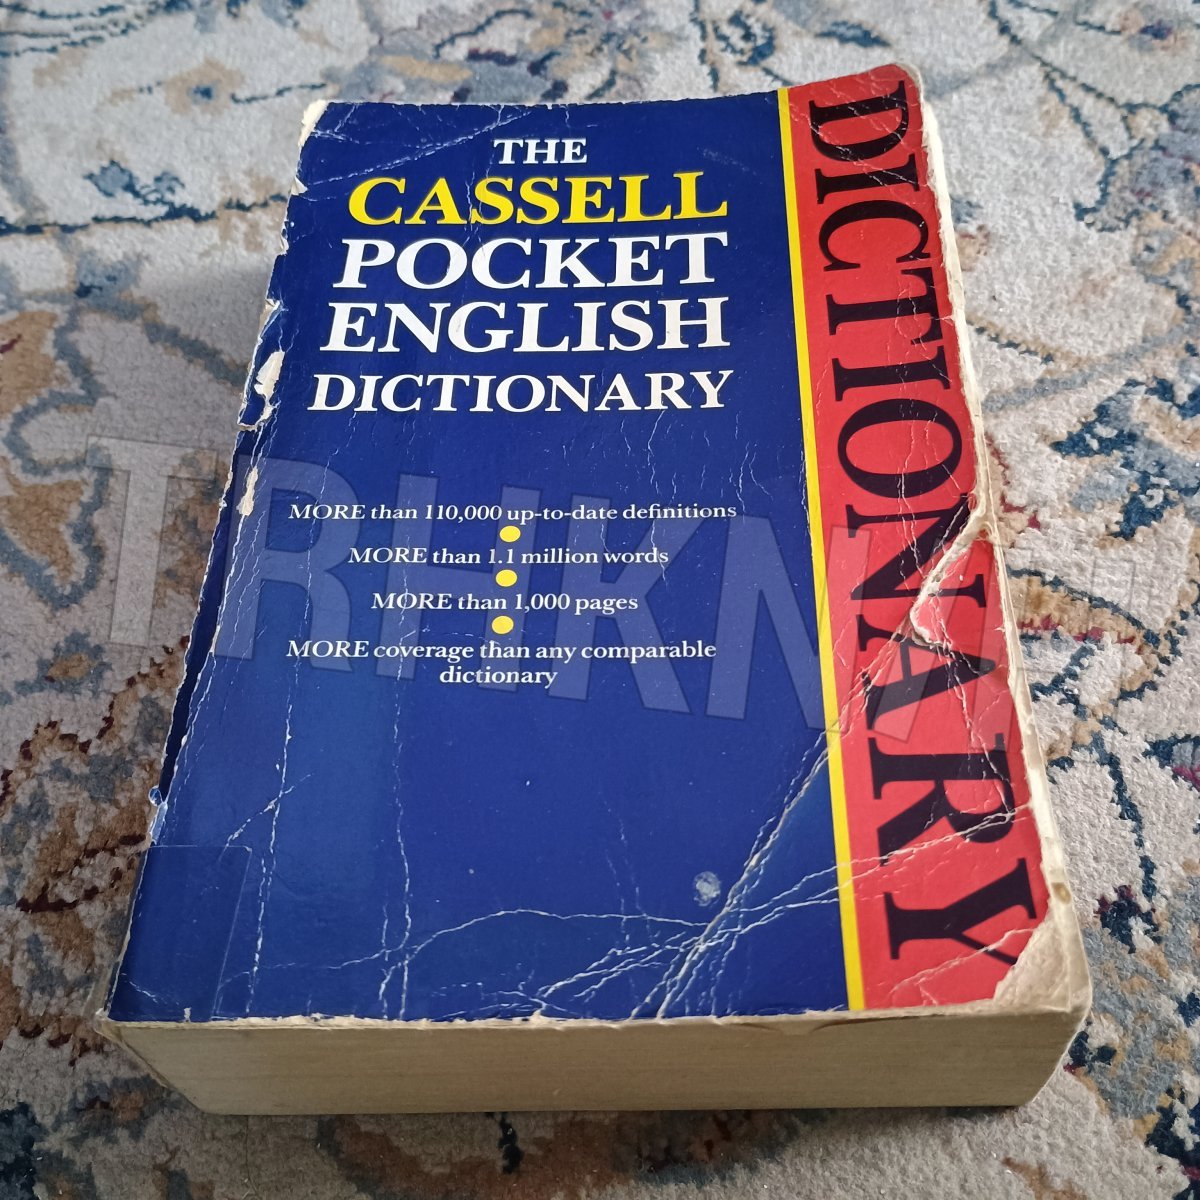 THE
CASSELL
POCKET
ENGLISH
DICTIONARY
MORE than 110,000 up-to-date definitions
MORE than 1.1 million words
MORE than 1,000 pages
MORE coverage than any comparable
dictionary
DICTIONARY